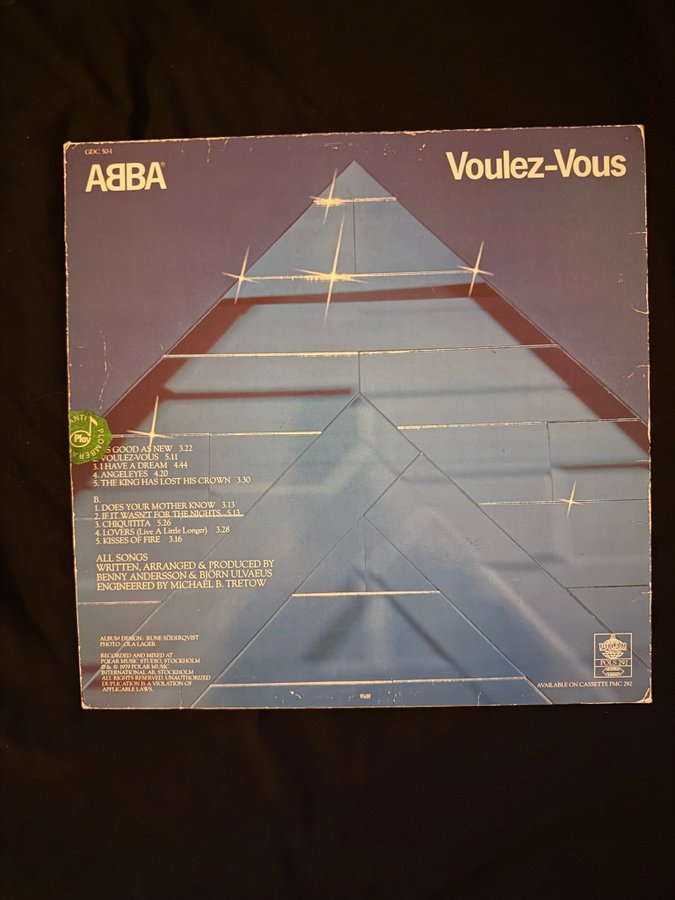 GDC 50-1
ABBA®
Voulez-Vous
ANTI
Play
PLOMBERA
AS GOOD AS NEW 3.22
VOULEZ-VOUS 5.11
3. I HAVE A DREAM 4.44
4. ANGELEYES 4.20
5. THE KING HAS LOST HIS CROWN 3.30
B.
1. DOES YOUR MOTHER KNOW 3.13
2. IF IT WASN'T FOR THE NIGHTS 5.13
3. CHIQUITITA 5.26
4. LOVERS (Live A Little Longer) 3.28
5. KISSES OF FIRE 3.16
ALL SONGS
WRITTEN, ARRANGED & PRODUCED BY
BENNY ANDERSSON & BJÖRN ULVAEUS
ENGINEERED BY MICHAEL B. TRETOW
ALBUM DESIGN: RUNE SÖDERQVIST
PHOTO: OLA LAGER
RECORDED AND MIXED AT
POLAR MUSIC STUDIO, STOCKHOLM
℗ & © 1979 POLAR MUSIC
INTERNATIONAL AB, STOCKHOLM
ALL RIGHTS RESERVED. UNAUTHORIZED
DUPLICATION IS A VIOLATION OF
APPLICABLE LAWS.
POLS 292
AVAILABLE ON CASSETTE PMC 292